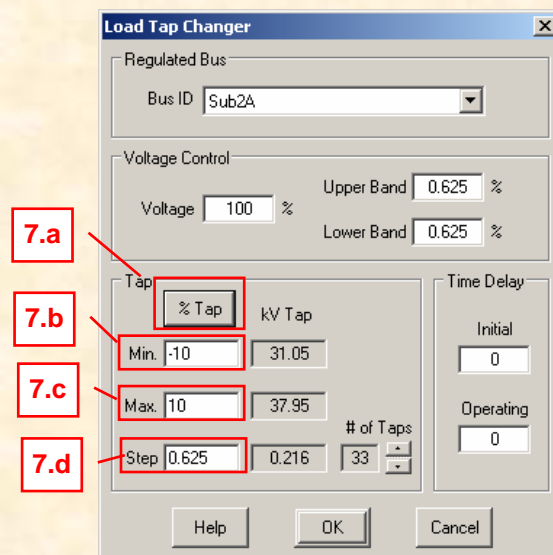 Load Tap Changer
Regulated Bus
Bus ID Sub2A
Voltage Control
Voltage 100 %
Upper Band 0.625 %
Lower Band 0.625 %
7.a
Tap
% Tap kV Tap
7.b
Min. -10 31.05
7.c
Max. 10 37.95
# of Taps
7.d
Step 0.625 0.216 33
Time Delay
Initial
0
Operating
0
Help OK Cancel